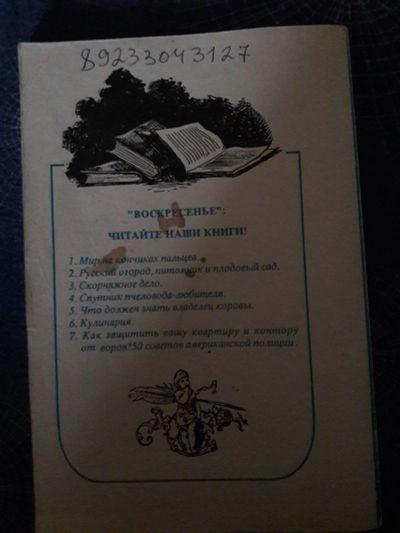 89233043127
"ВОСКРЕСЕНЬЕ":
ЧИТАЙТЕ НАШИ КНИГИ!
1. Мир на кончиках пальцев.
2. Русский огород, питомник и плодовый сад.
3. Скорняжное дело.
4. Спутник пчеловода-любителя.
5. Что должен знать владелец коровы.
6. Кулинария.
7. Как защитить вашу квартиру и контору
от воров?50 советов американской полиции.